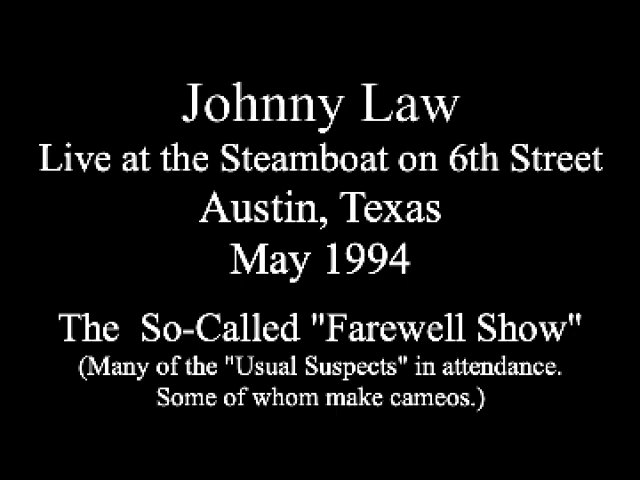 Johnny Law
Live at the Steamboat on 6th Street
Austin, Texas
May 1994
The  So-Called "Farewell Show"
(Many of the "Usual Suspects" in attendance.
Some of whom make cameos.)